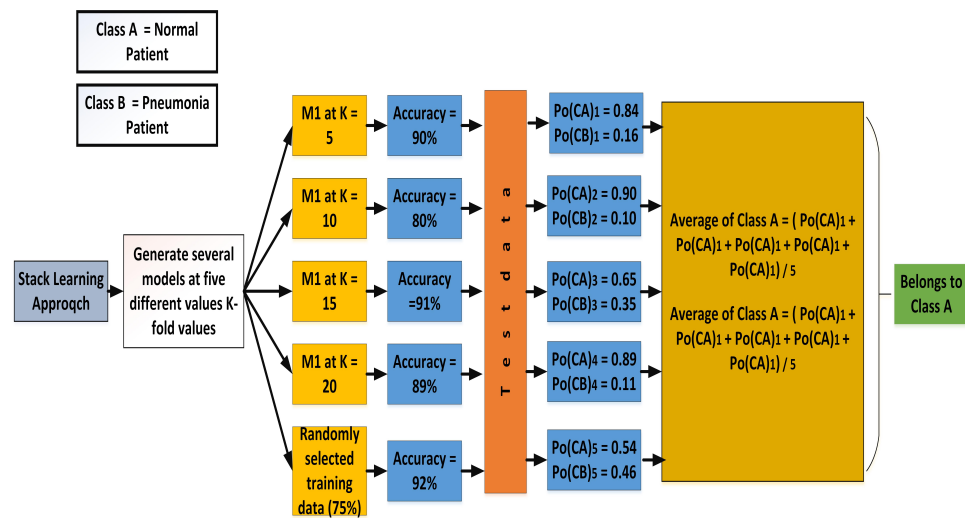 Class A = Normal
Patient
Class B = Pneumonia
Patient
Stack Learning
Approqch
Generate several
models at five
different values K-
fold values
M1 at K =
5
Accuracy =
90%
M1 at K =
10
Accuracy =
80%
M1 at K =
15
Accuracy
=91%
M1 at K =
20
Accuracy =
89%
Randomly
selected
training
data (75%)
Accuracy =
92%
Test data
Po(CA)1 = 0.84
Po(CB)1 = 0.16
Po(CA)2 = 0.90
Po(CB)2 = 0.10
Po(CA)3 = 0.65
Po(CB)3 = 0.35
Po(CA)4 = 0.89
Po(CB)4 = 0.11
Po(CA)5 = 0.54
Po(CB)5 = 0.46
Average of Class A = ( Po(CA)1 +
Po(CA)1 + Po(CA)1 + Po(CA)1 +
Po(CA)1) / 5
Average of Class A = ( Po(CA)1 +
Po(CA)1 + Po(CA)1 + Po(CA)1 +
Po(CA)1) / 5
Belongs to
Class A